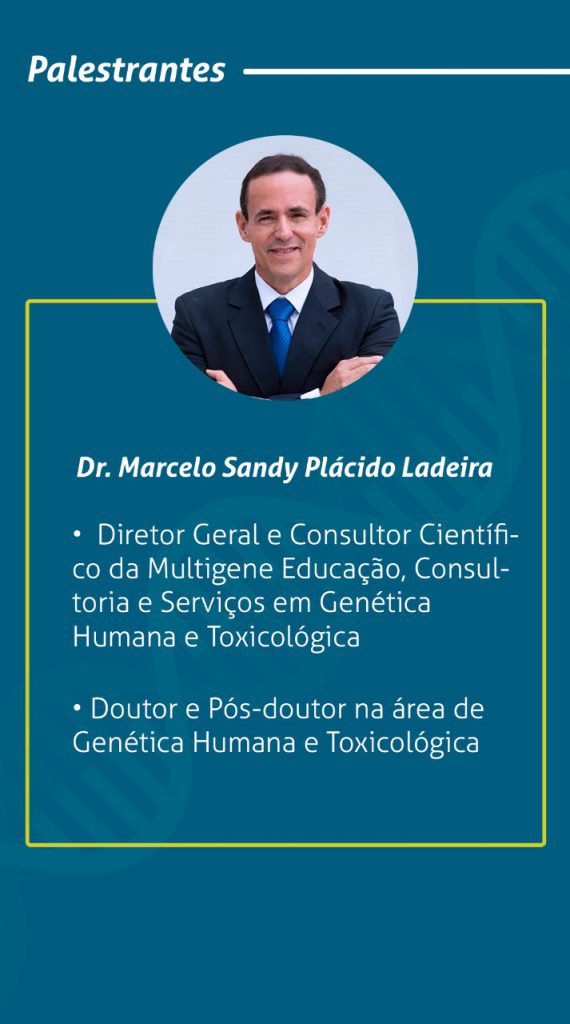 Palestrantes
Dr. Marcelo Sandy Plácido Ladeira
• Diretor Geral e Consultor Científi-
co da Multigene Educação, Consul-
toria e Serviços em Genética
Humana e Toxicológica
• Doutor e Pós-doutor na área de
Genética Humana e Toxicológica